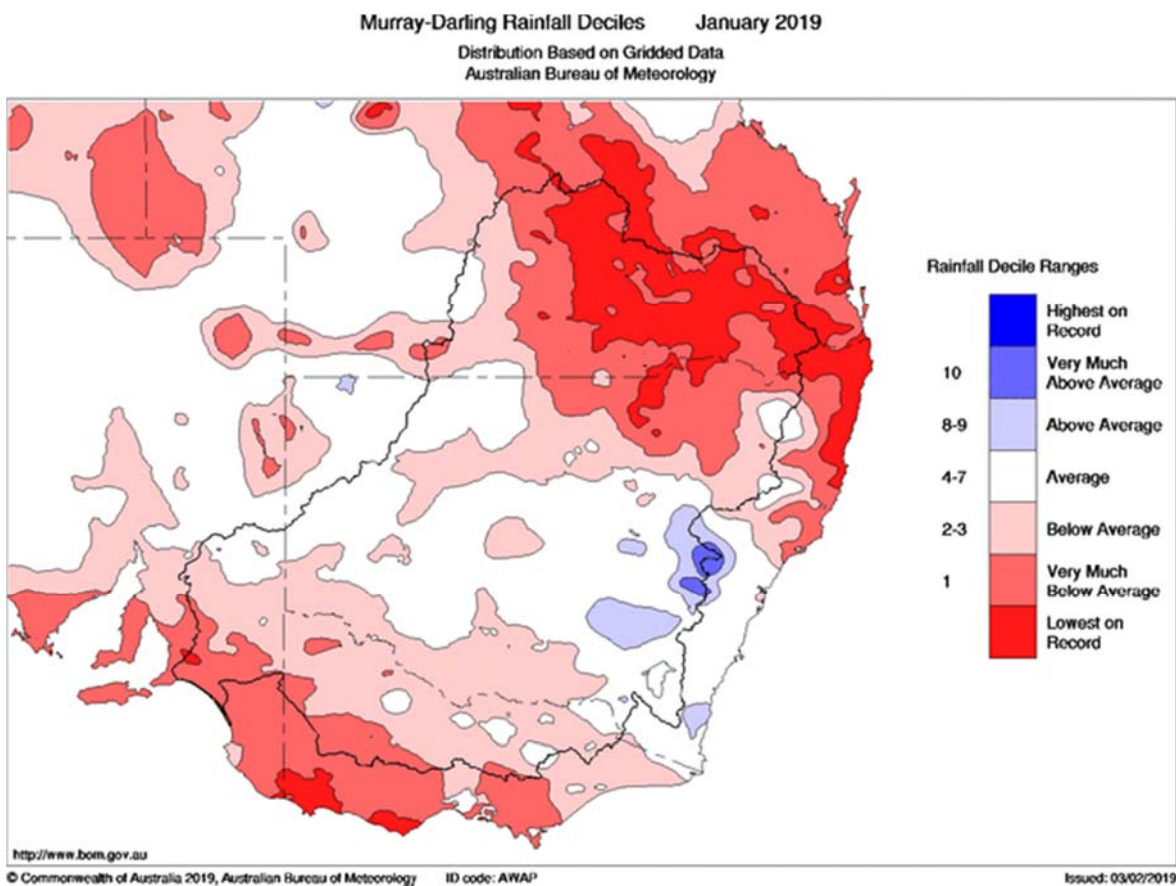 Murray-Darling Rainfall Deciles January 2019
Distribution Based on Gridded Data
Australian Bureau of Meteorology
Rainfall Decile Ranges
Highest on
Record
10 Very Much
Above Average
8-9 Above Average
4-7 Average
2-3 Below Average
1 Very Much
Below Average
Lowest on
Record
http://www.bom.gov.au
© Commonwealth of Australia 2019, Australian Bureau of Meteorology ID code: AWAP Issued: 03/02/2019